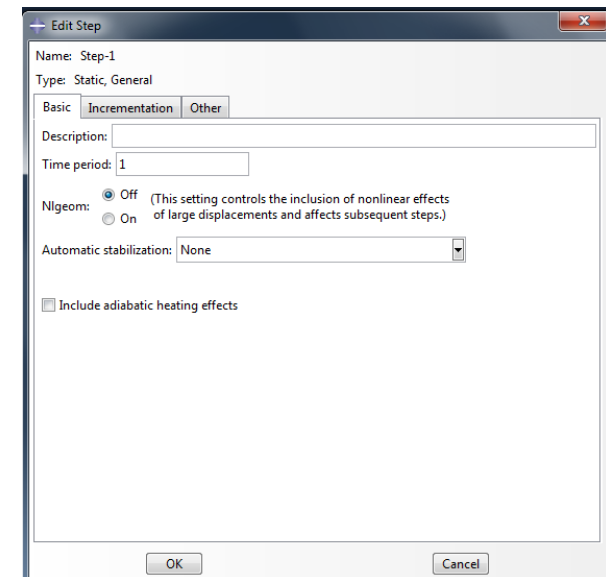 Edit Step
Name: Step-1
Type: Static, General
Basic Incrementation Other
Description:
Time period: 1
Nlgeom: Off (This setting controls the inclusion of nonlinear effects
On of large displacements and affects subsequent steps.)
Automatic stabilization: None
Include adiabatic heating effects
OK Cancel